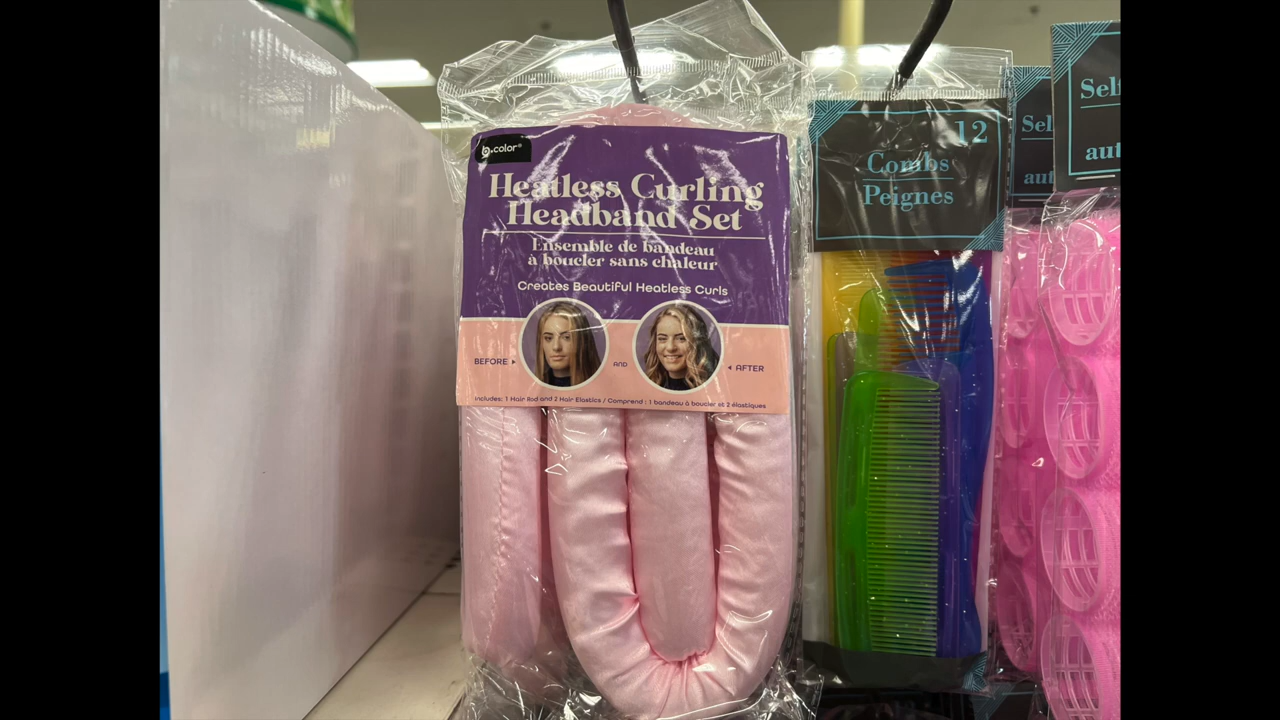 b.color®
Heatless Curling
Headband Set
Ensemble de bandeau
à boucler sans chaleur
Creates Beautiful Heatless Curls
BEFORE
AND
AFTER
Includes: 1 Hair Rod and 2 Hair Elastics / Comprend : 1 bandeau à boucler et 2 élastiques
12
Combs
Peignes
Sel
aut
Self
aut